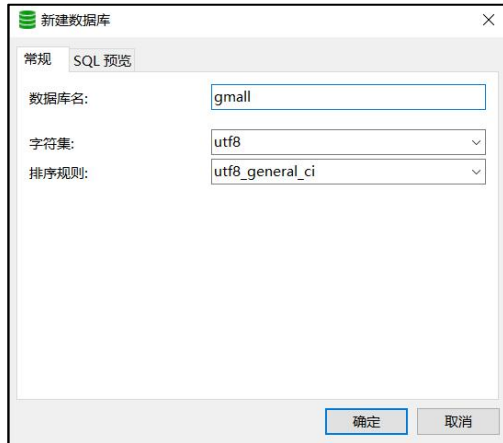 新建数据库
常规 SQL 预览
数据库名: gmall
字符集: utf8
排序规则: utf8_general_ci
确定 取消